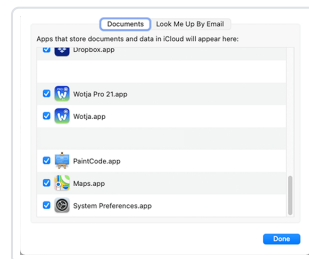 Documents Look Me Up By Email
Apps that store documents and data in iCloud will appear here:
Dropbox.app
Wotja Pro 21.app
Wotja.app
PaintCode.app
Maps.app
System Preferences.app
Done